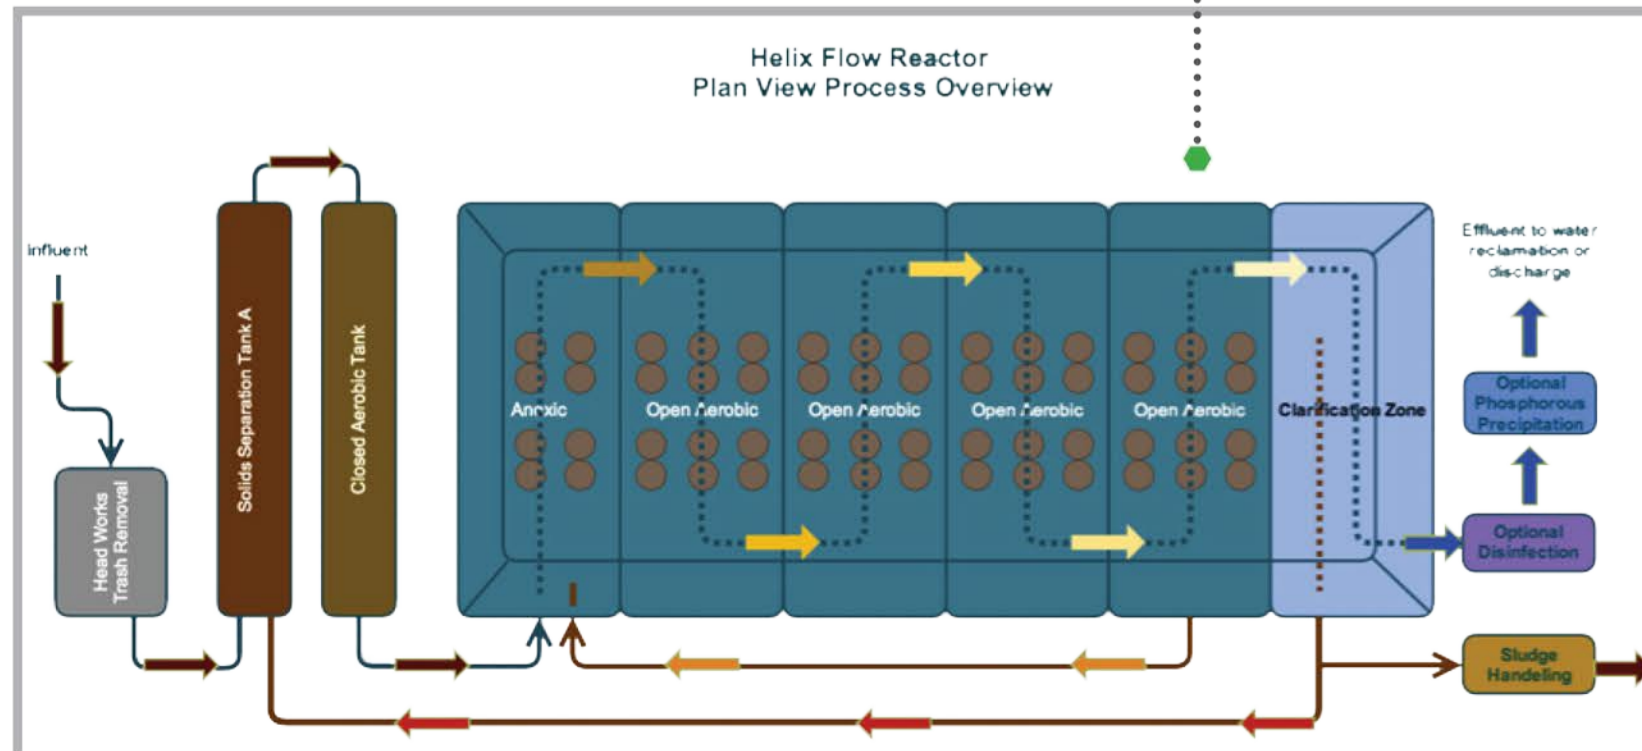 Helix Flow Reactor
Plan View Process Overview
Influent
Head Works
Trash Removal
Solids Separation Tank A
Closed Aerobic Tank
Anoxic
Open Aerobic
Open Aerobic
Open Aerobic
Open Aerobic
Clarification Zone
Effluent to water
reclamation or
discharge
Optional
Phosphorous
Precipitation
Optional
Disinfection
Sludge
Handeling